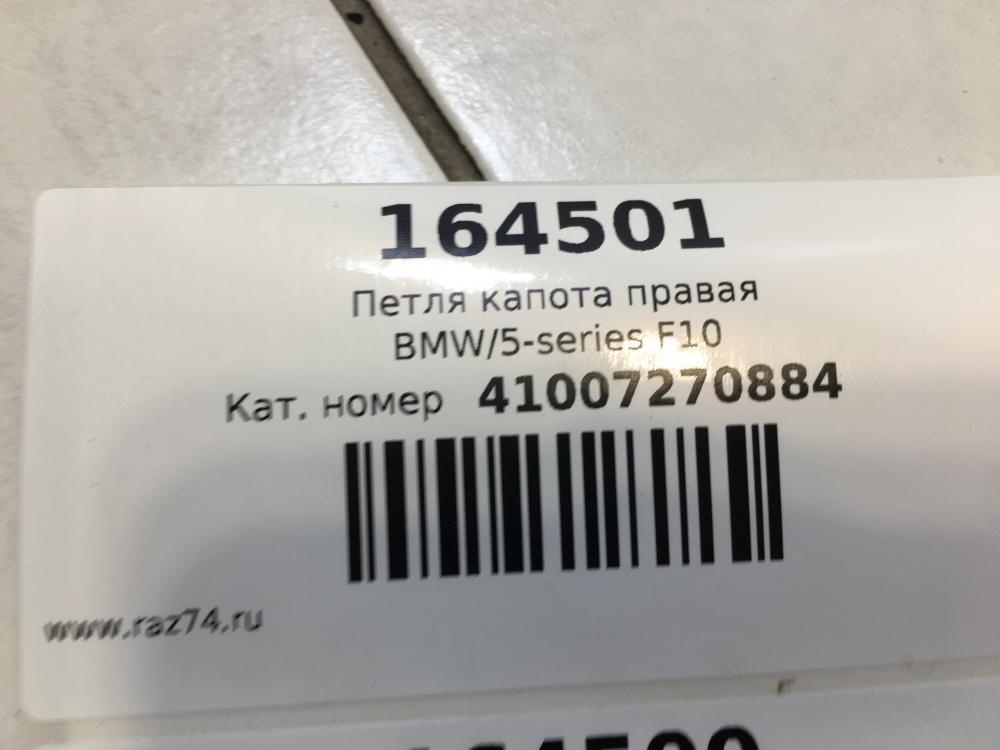 164501
Петля капота правая
BMW/5-series F10
Кат. номер 41007270884
www.raz74.ru